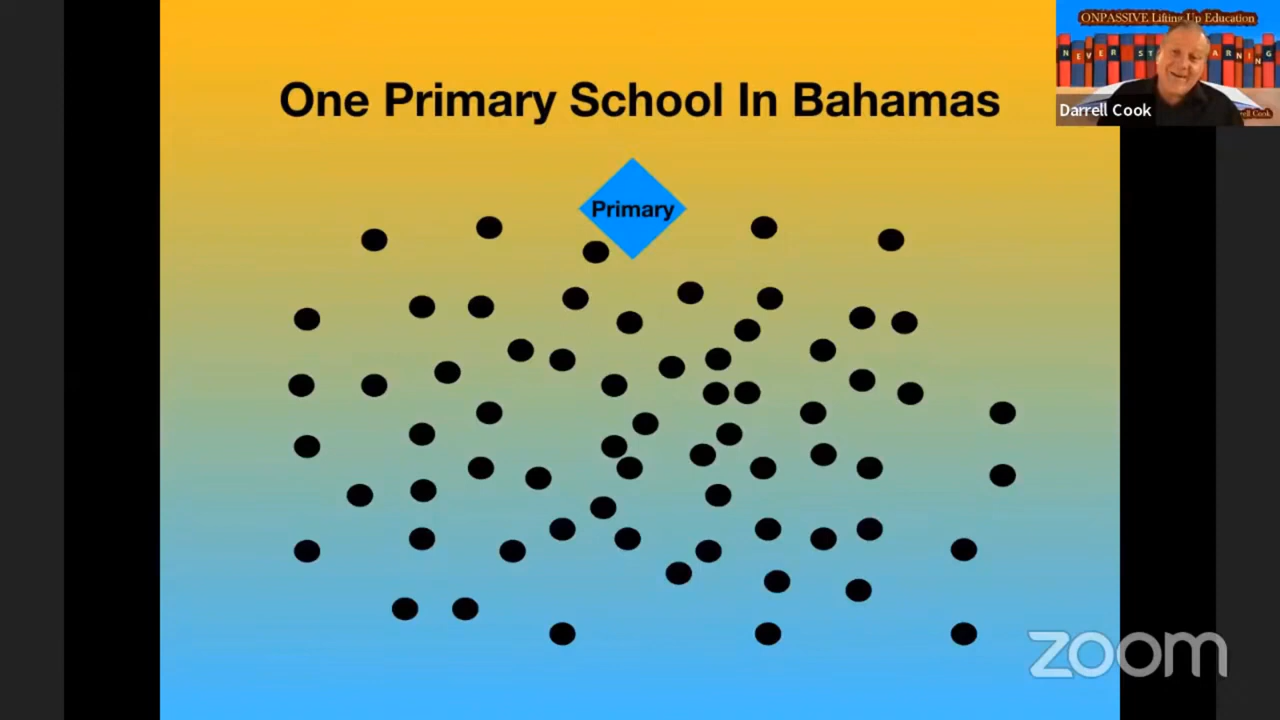 One Primary School In Bahamas
Primary
ONPASSIVE Lifting Up Education
Darrell Cook
zoom